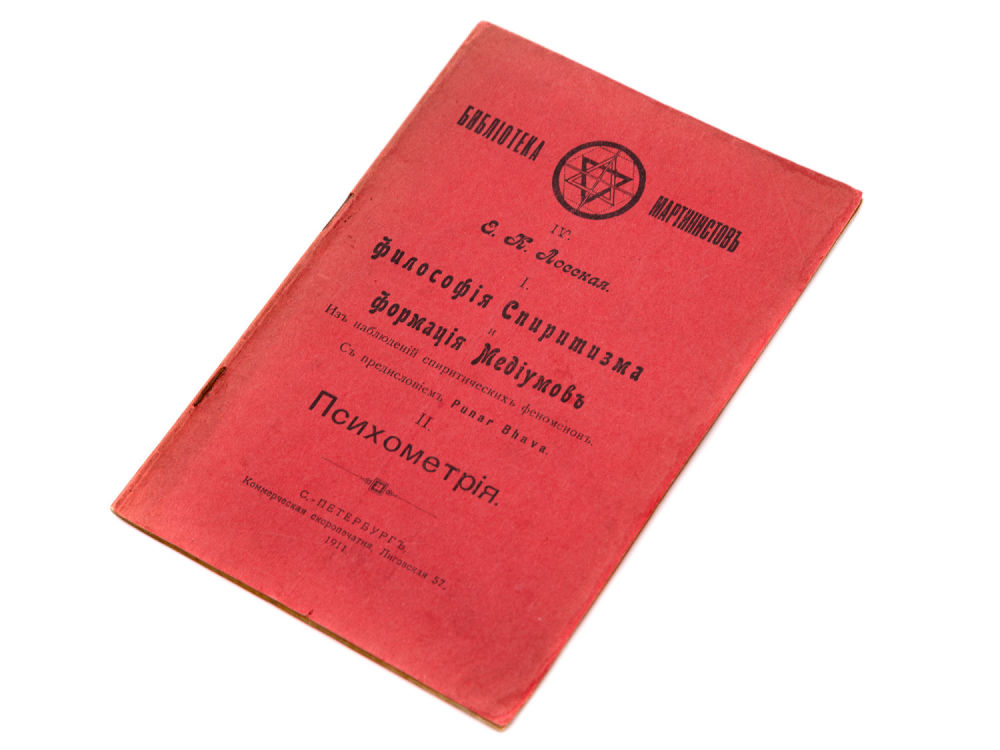 БИБЛІОТЕКА
МАРТИНИСТОВЪ
IV.
Е. К. Лосская.
I.
Философія Спиритизма
и
Формація Медіумовъ
Изъ наблюденій спиритическихъ феноменовъ.
Съ предисловіемъ Punar Bhava.
II.
Психометрія.
С.-ПЕТЕРБУРГЪ.
Коммерческая скоропечатня, Лиговская 57.
1911.